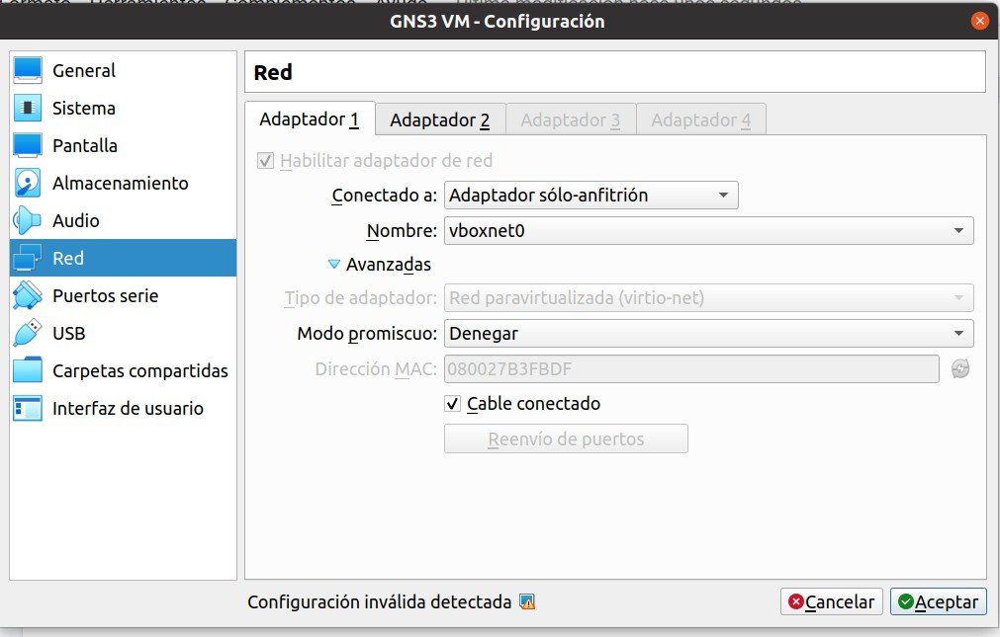 GNS3 VM - Configuración
General
Sistema
Pantalla
Almacenamiento
Audio
Red
Puertos serie
USB
Carpetas compartidas
Interfaz de usuario
Red
Adaptador 1 Adaptador 2 Adaptador 3 Adaptador 4
Habilitar adaptador de red
Conectado a: Adaptador sólo-anfitrión
Nombre: vboxnet0
Avanzadas
Tipo de adaptador: Red paravirtualizada (virtio-net)
Modo promiscuo: Denegar
Dirección MAC: 080027B3FBDF
Cable conectado
Reenvío de puertos
Configuración inválida detectada
Cancelar Aceptar